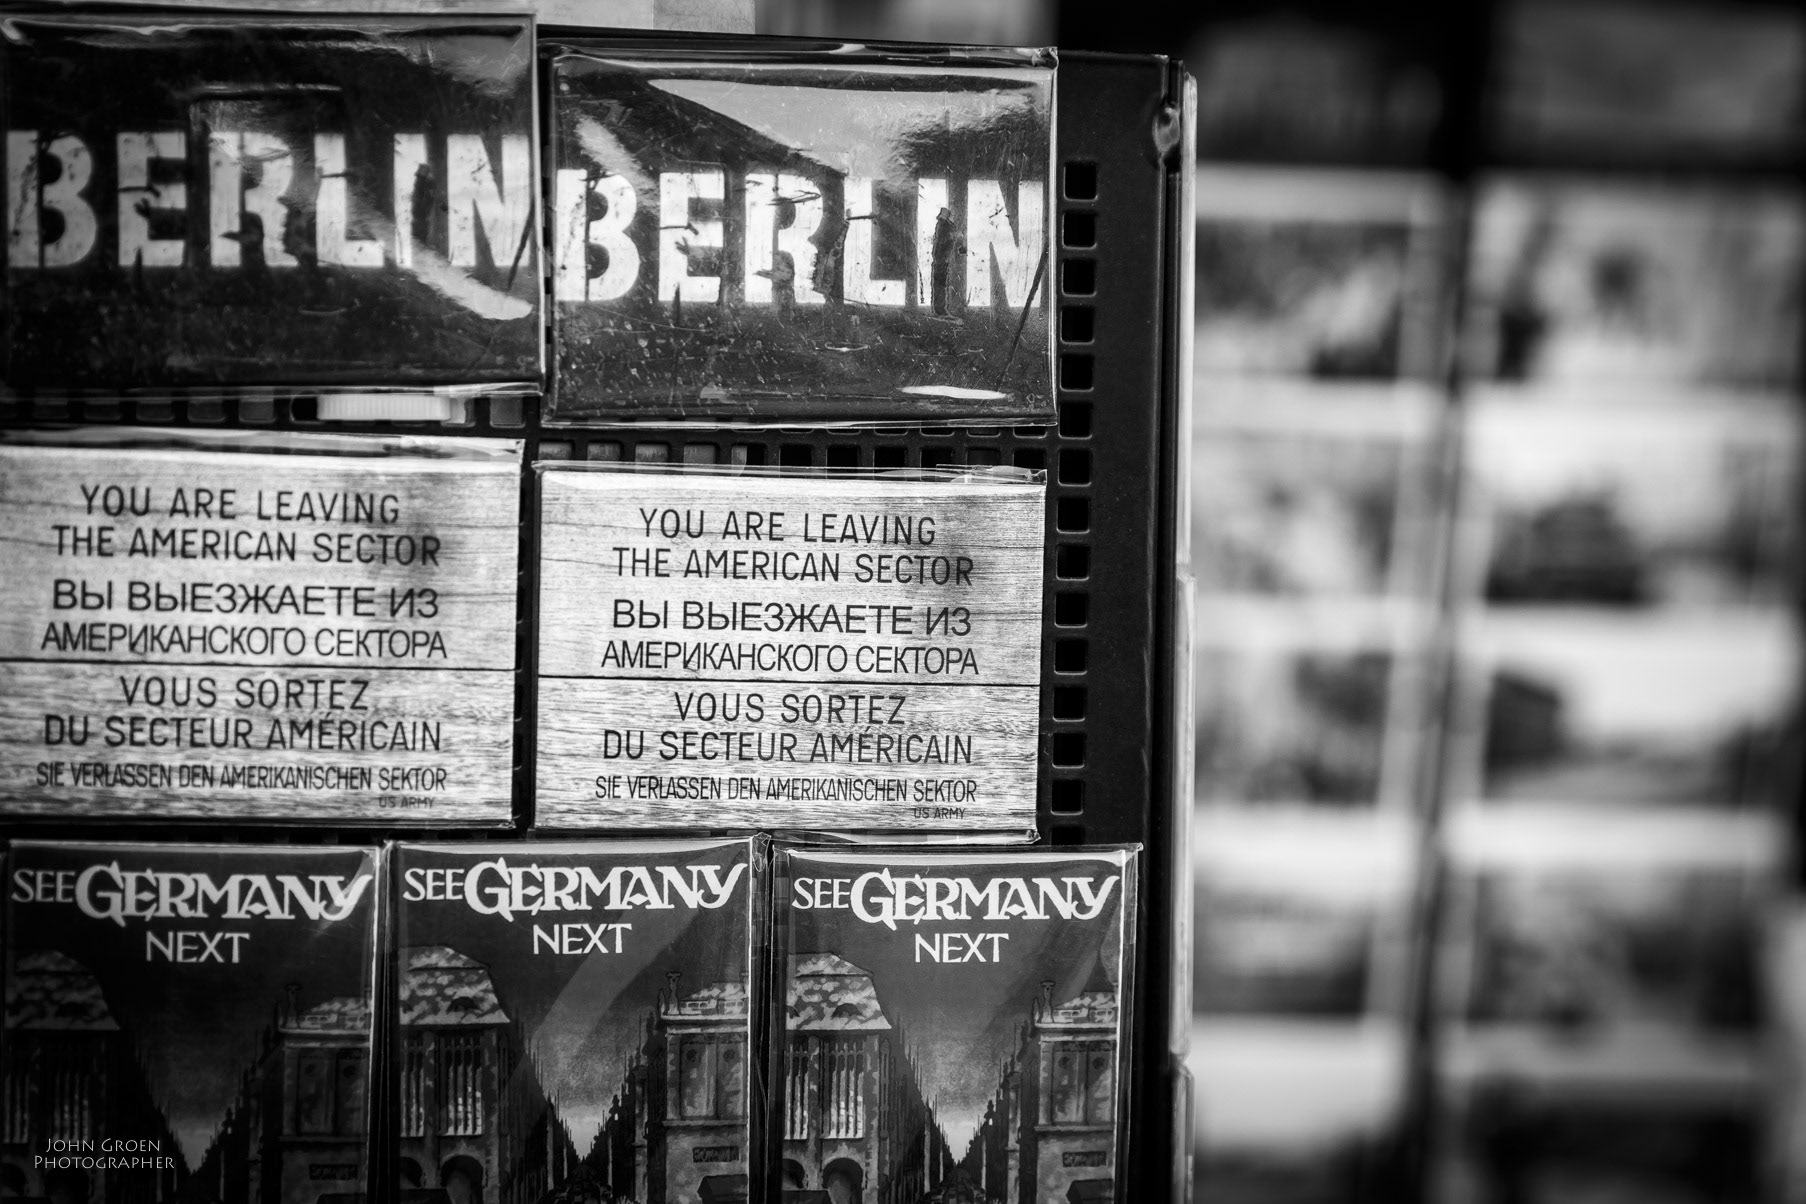 BERLIN
BERLIN
YOU ARE LEAVING
THE AMERICAN SECTOR
ВЫ ВЫЕЗЖАЕТЕ ИЗ
АМЕРИКАНСКОГО СЕКТОРА
VOUS SORTEZ
DU SECTEUR AMÉRICAIN
SIE VERLASSEN DEN AMERIKANISCHEN SEKTOR
US ARMY
YOU ARE LEAVING
THE AMERICAN SECTOR
ВЫ ВЫЕЗЖАЕТЕ ИЗ
АМЕРИКАНСКОГО СЕКТОРА
VOUS SORTEZ
DU SECTEUR AMÉRICAIN
SIE VERLASSEN DEN AMERIKANISCHEN SEKTOR
US ARMY
SEE GERMANY
NEXT
SEE GERMANY
NEXT
SEE GERMANY
NEXT
JOHN GROEN
PHOTOGRAPHER